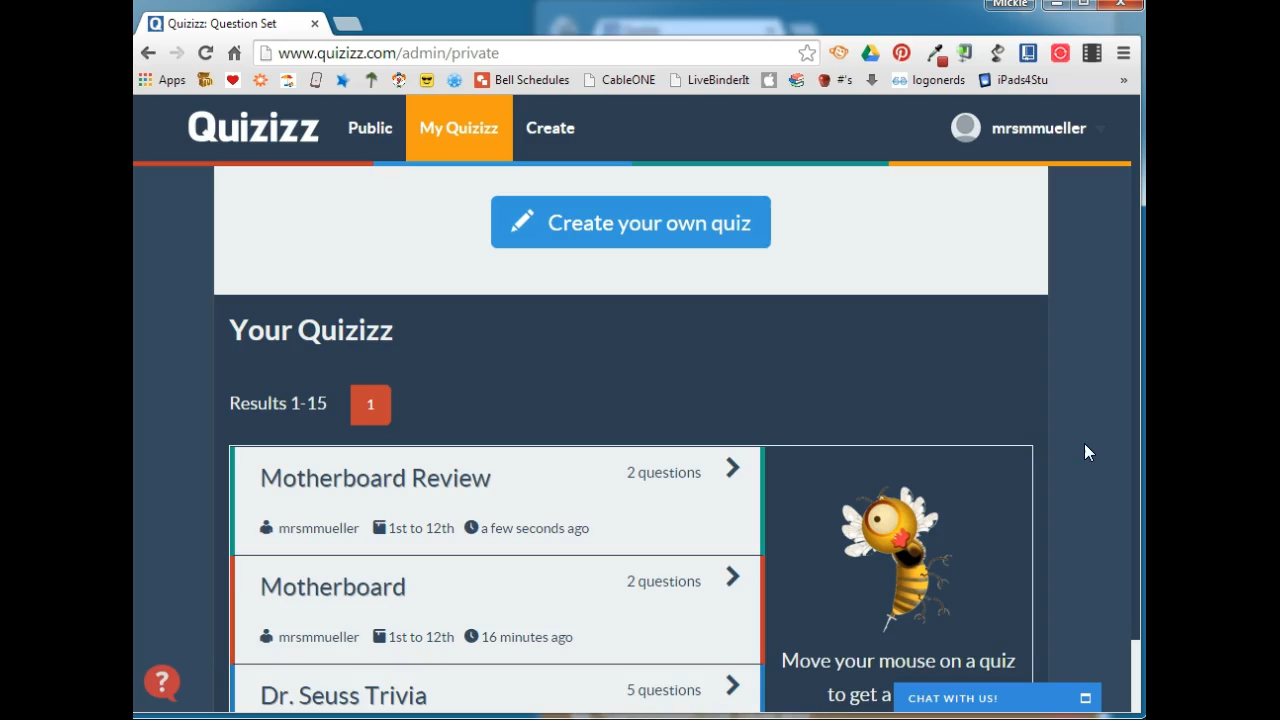 Mickie
Quizizz: Question Set
www.quizizz.com/admin/private
Apps
Bell Schedules
CableONE
LiveBinderIt
#'s
logonerds
iPads4Stu
»
Quizizz
Public
My Quizizz
Create
mrsmmueller
Create your own quiz
Your Quizizz
Results 1-15
1
Motherboard Review
2 questions
mrsmmueller
1st to 12th
a few seconds ago
Motherboard
2 questions
mrsmmueller
1st to 12th
16 minutes ago
Dr. Seuss Trivia
5 questions
Move your mouse on a quiz
to get a
?
CHAT WITH US!